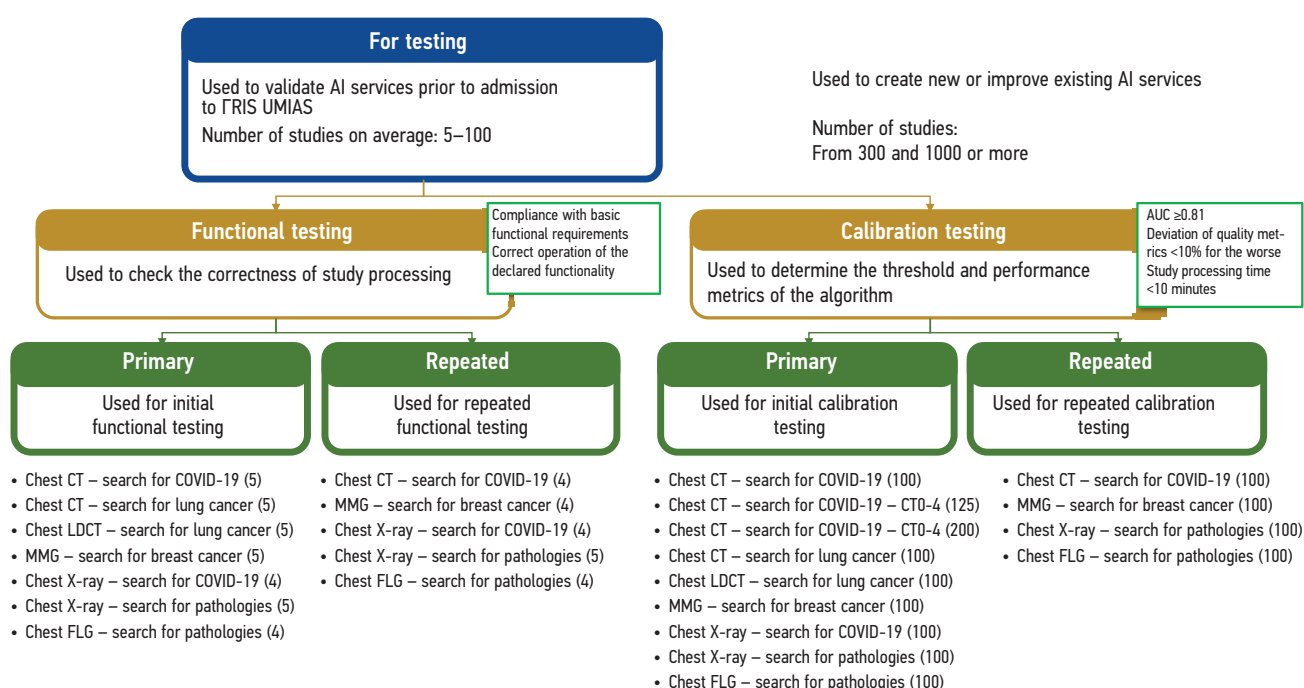 For testing
Used to validate AI services prior to admission
to ГRIS UMIAS
Number of studies on average: 5–100
Used to create new or improve existing AI services
Number of studies:
From 300 and 1000 or more
Functional testing
Used to check the correctness of study processing
Compliance with basic
functional requirements
Correct operation of the
declared functionality
Calibration testing
Used to determine the threshold and performance
metrics of the algorithm
AUC ≥0.81
Deviation of quality met-
rics <10% for the worse
Study processing time
<10 minutes
Primary
Used for initial
functional testing
• Chest CT – search for COVID-19 (5)
• Chest CT – search for lung cancer (5)
• Chest LDCT – search for lung cancer (5)
• MMG – search for breast cancer (5)
• Chest X-ray – search for COVID-19 (4)
• Chest X-ray – search for pathologies (5)
• Chest FLG – search for pathologies (4)
Repeated
Used for repeated
functional testing
• Chest CT – search for COVID-19 (4)
• MMG – search for breast cancer (4)
• Chest X-ray – search for COVID-19 (4)
• Chest X-ray – search for pathologies (5)
• Chest FLG – search for pathologies (4)
Primary
Used for initial calibration
testing
• Chest CT – search for COVID-19 (100)
• Chest CT – search for COVID-19 – CT0-4 (125)
• Chest CT – search for COVID-19 – CT0-4 (200)
• Chest CT – search for lung cancer (100)
• Chest LDCT – search for lung cancer (100)
• MMG – search for breast cancer (100)
• Chest X-ray – search for COVID-19 (100)
• Chest X-ray – search for pathologies (100)
• Chest FLG – search for pathologies (100)
Repeated
Used for repeated calibration
testing
• Chest CT – search for COVID-19 (100)
• MMG – search for breast cancer (100)
• Chest X-ray – search for pathologies (100)
• Chest FLG – search for pathologies (100)